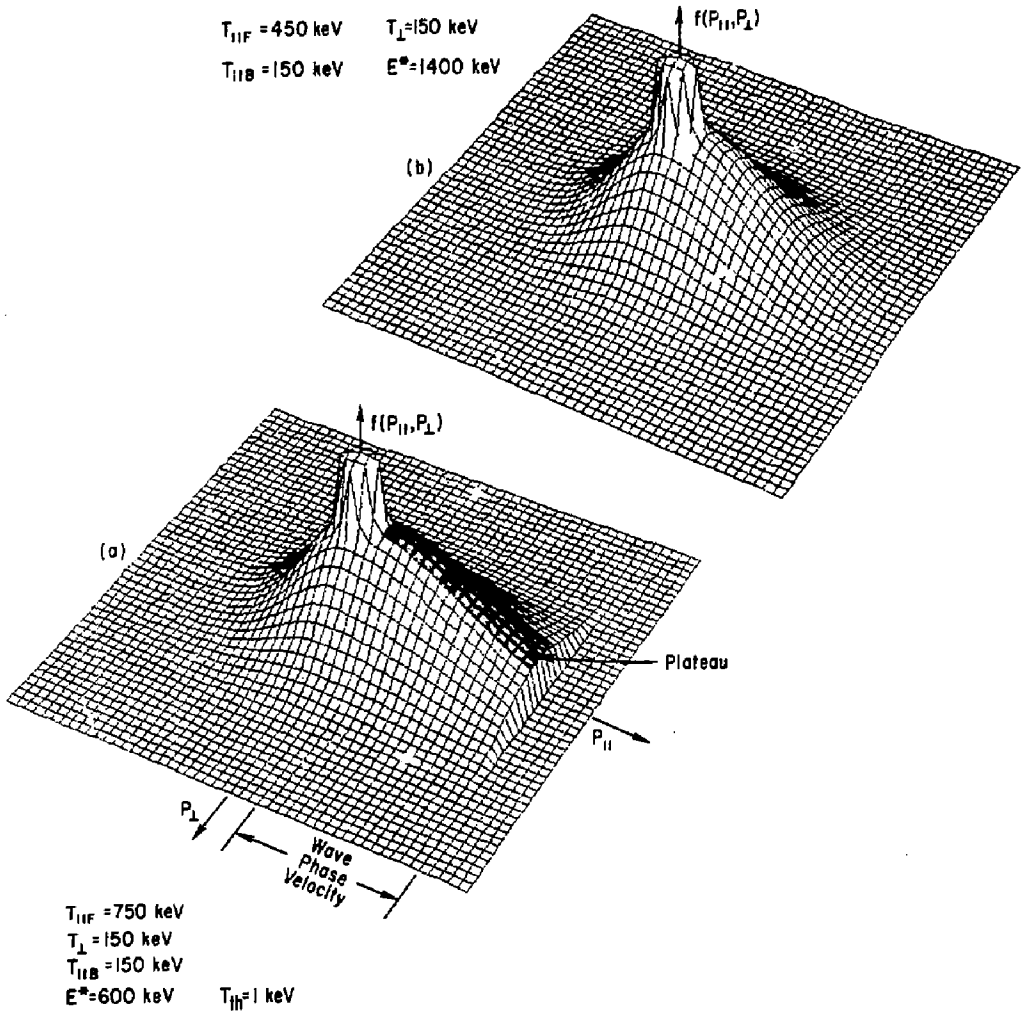 T∥F = 450 keV T⊥=150 keV
T∥B = 150 keV E*=1400 keV
f(P∥,P⊥)
(b)
f(P∥,P⊥)
(a)
Plateau
P∥
P⊥
Wave
Phase
Velocity
T∥F = 750 keV
T⊥ = 150 keV
T∥B = 150 keV
E*=600 keV Tth=1 keV